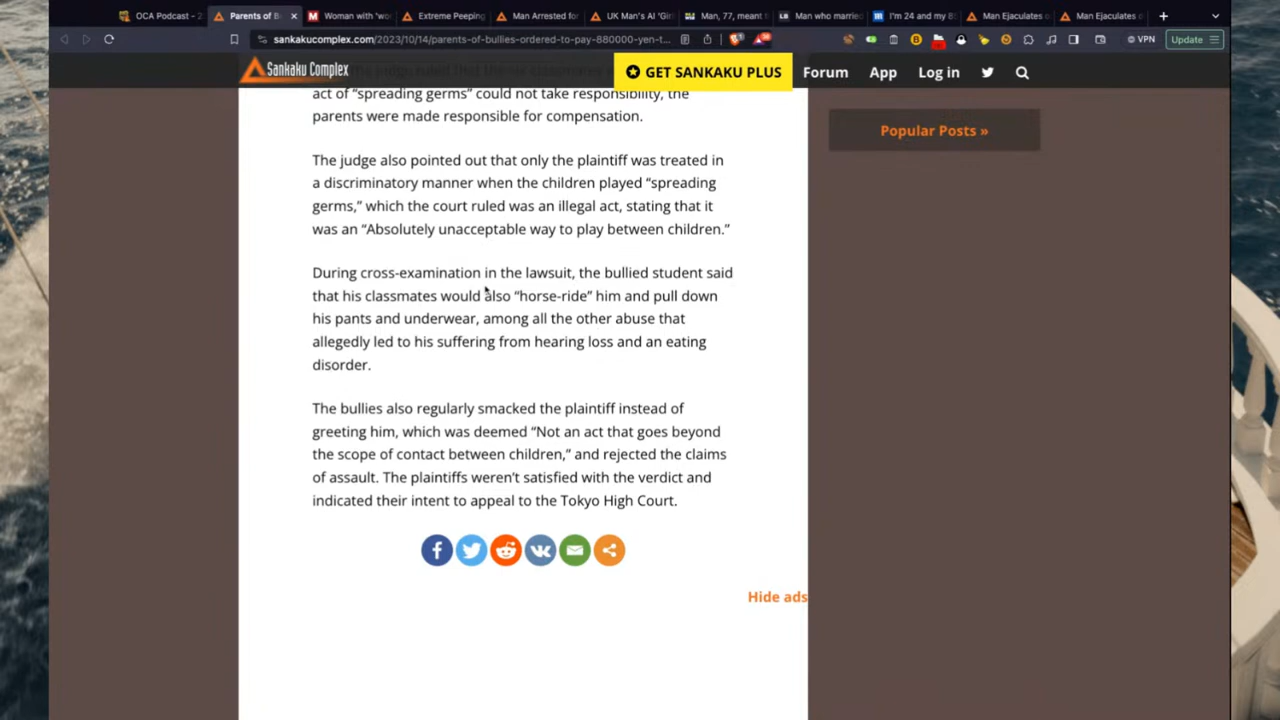 OCA Podcast - 2
Parents of B
Woman with 'wo
Extreme Peeping
Man Arrested for
UK Man's AI 'Girl
Man, 77, meant t
Man who married
I'm 24 and my B
Man Ejaculates o
Man Ejaculates o
sankakucomplex.com/2023/10/14/parents-of-bullies-ordered-to-pay-880000-yen-t...
VPN
Update
Sankaku Complex
GET SANKAKU PLUS
Forum
App
Log in
act of “spreading germs” could not take responsibility, the
parents were made responsible for compensation.
The judge also pointed out that only the plaintiff was treated in
a discriminatory manner when the children played “spreading
germs,” which the court ruled was an illegal act, stating that it
was an “Absolutely unacceptable way to play between children.”
During cross-examination in the lawsuit, the bullied student said
that his classmates would also “horse-ride” him and pull down
his pants and underwear, among all the other abuse that
allegedly led to his suffering from hearing loss and an eating
disorder.
The bullies also regularly smacked the plaintiff instead of
greeting him, which was deemed “Not an act that goes beyond
the scope of contact between children,” and rejected the claims
of assault. The plaintiffs weren’t satisfied with the verdict and
indicated their intent to appeal to the Tokyo High Court.
Hide ads
Popular Posts »